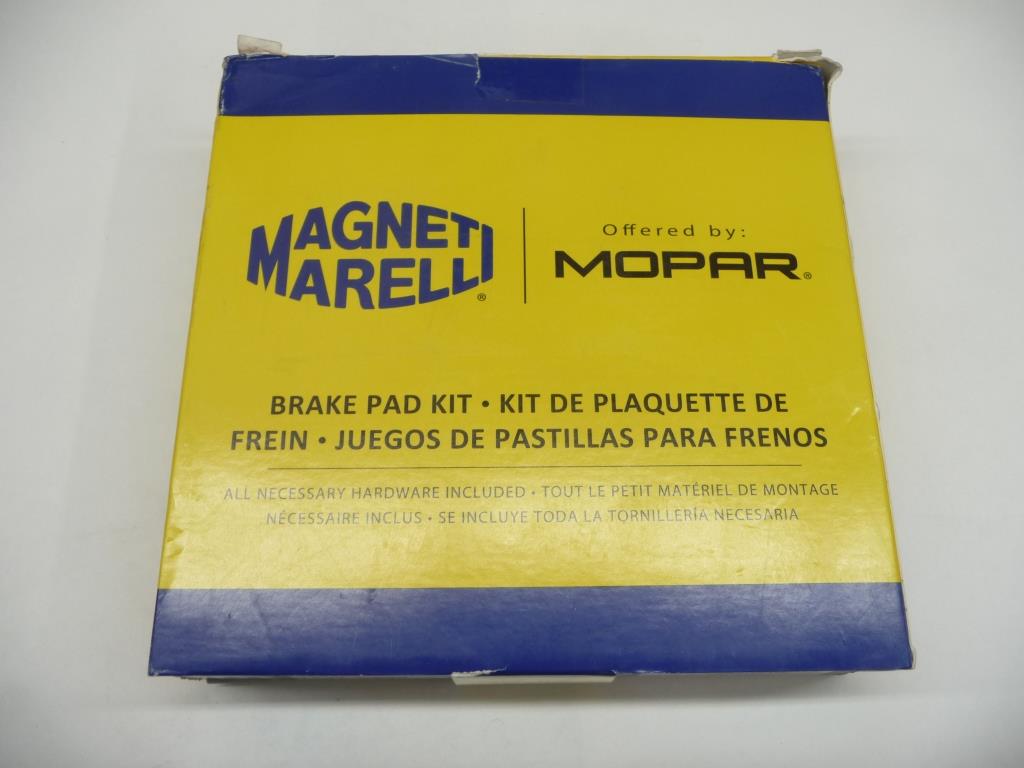 MAGNETI
MARELLI®
Offered by:
MOPAR®
BRAKE PAD KIT • KIT DE PLAQUETTE DE
FREIN • JUEGOS DE PASTILLAS PARA FRENOS
ALL NECESSARY HARDWARE INCLUDED • TOUT LE PETIT MATÉRIEL DE MONTAGE
NÉCESSAIRE INCLUS • SE INCLUYE TODA LA TORNILLERÍA NECESARIA